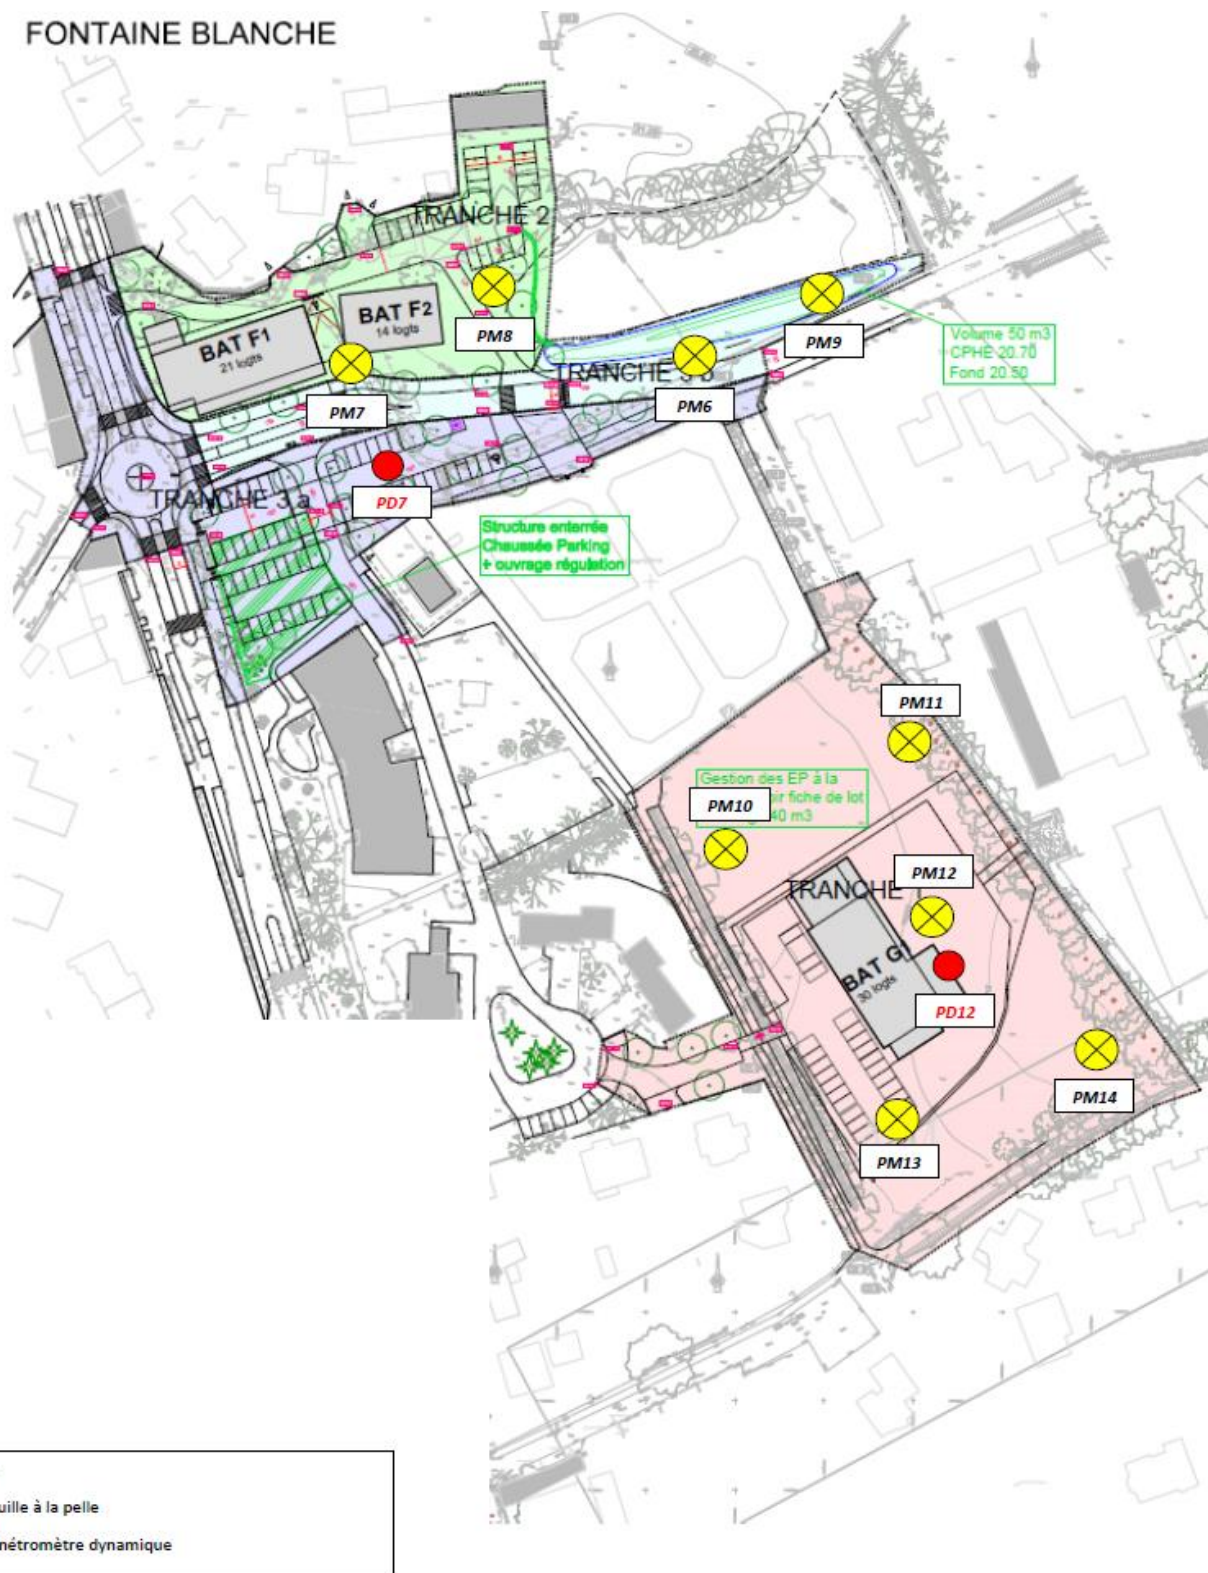 FONTAINE BLANCHE
TRANCHE 2
BAT F1
21 logts
BAT F2
14 logts
PM8
PM9
Volume 50 m3
CPHE 20.70
Fond 20.50
TRANCHE 3 b
PM7
PM6
TRANCHE 3 a
PD7
Structure enterrée
Chaussée Parking
+ ouvrage régulation
PM11
Gestion des EP à la
PM10
fiche de lot
40 m3
PM12
TRANCHE
BAT G
30 logts
PD12
PM14
PM13
uille à la pelle
nétromètre dynamique